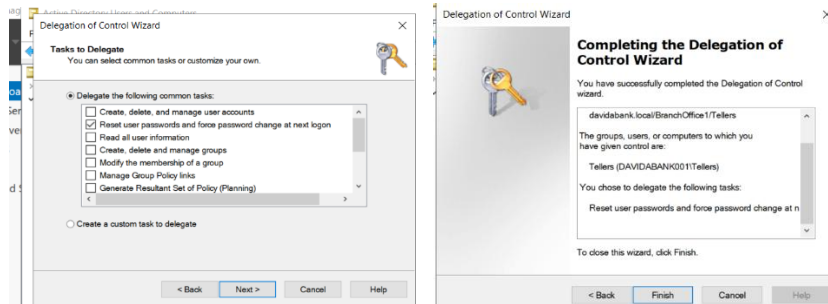 Active Directory Users and Computers
Delegation of Control Wizard
Tasks to Delegate
You can select common tasks or customize your own.
Delegate the following common tasks:
Create, delete, and manage user accounts
Reset user passwords and force password change at next logon
Read all user information
Create, delete and manage groups
Modify the membership of a group
Manage Group Policy links
Generate Resultant Set of Policy (Planning)
Create a custom task to delegate
< Back
Next >
Cancel
Help
Delegation of Control Wizard
Completing the Delegation of
Control Wizard
You have successfully completed the Delegation of Control
wizard.
davidabank.local/BranchOffice1/Tellers
The groups, users, or computers to which you
have given control are:
Tellers (DAVIDABANK001\Tellers)
You chose to delegate the following tasks:
Reset user passwords and force password change at n
To close this wizard, click Finish.
< Back
Finish
Cancel
Help